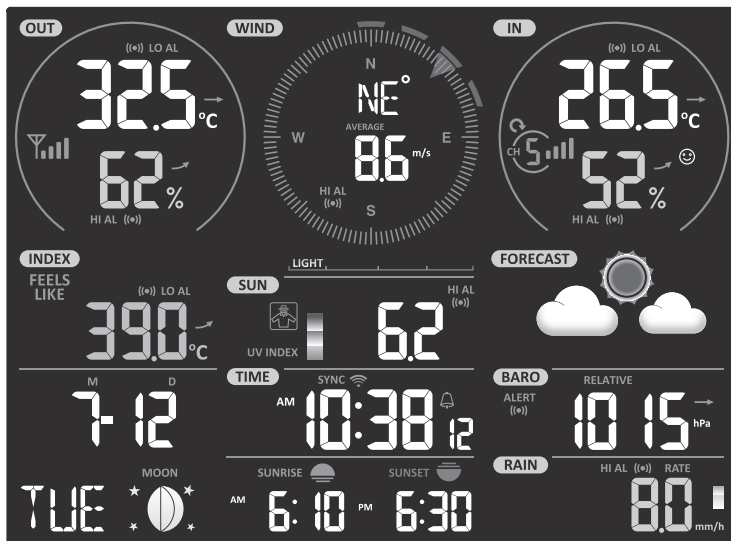 OUT
((•)) LO AL
32.5 °C
62 %
HI AL ((•))
WIND
N
NE°
W
E
AVERAGE
8.6 m/s
HI AL
((•))
S
IN
((•)) LO AL
26.5 °C
CH 5
52 %
HI AL ((•))
INDEX
FEELS
LIKE
((•)) LO AL
39.0 °C
LIGHT
SUN
HI AL
((•))
UV INDEX
6.2
FORECAST
M D
7-12
TIME
SYNC
AM 10:38 12
BARO
RELATIVE
ALERT
((•))
1015 hPa
MOON
TUE
SUNRISE SUNSET
AM 6:10 PM 6:30
RAIN
HI AL ((•)) RATE
8.0 mm/h